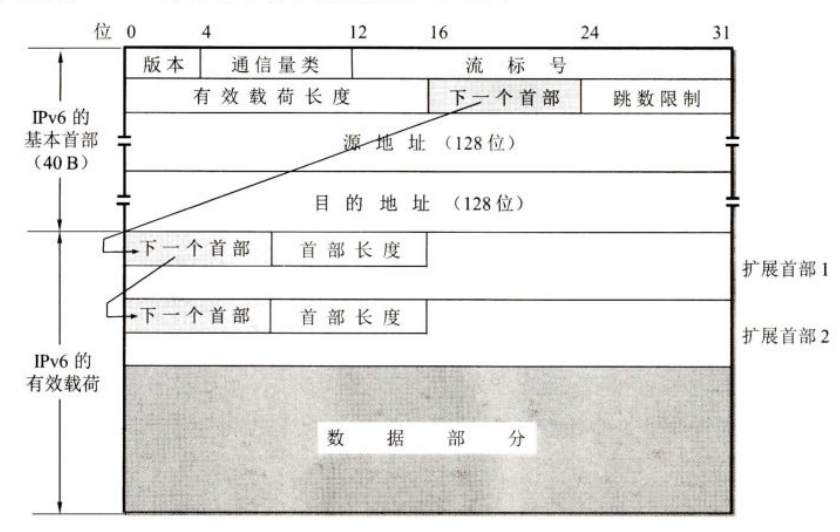 位 0 4 12 16 24 31
版本 通信量类 流标号
有效载荷长度 下一个首部 跳数限制
IPv6 的
基本首部
(40 B)
源地址 (128 位)
目的地址 (128 位)
下一个首部 首部长度
扩展首部 1
下一个首部 首部长度
扩展首部 2
IPv6 的
有效载荷
数据部分